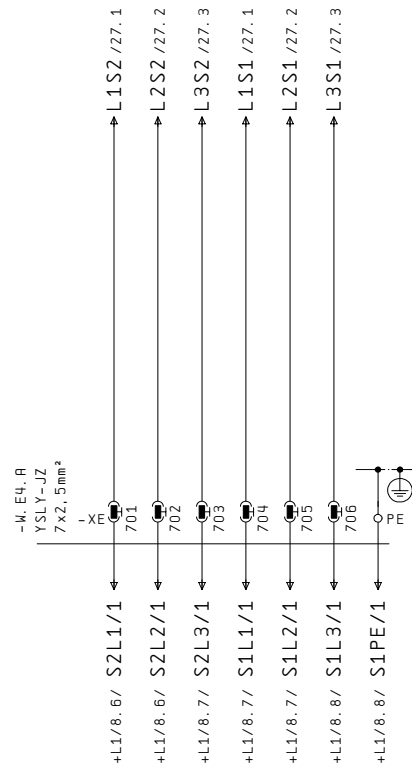 L1S2 /27.1
L2S2 /27.2
L3S2 /27.3
L1S1 /27.1
L2S1 /27.2
L3S1 /27.3
-W.E4.A
YSLY-JZ
7x2,5mm²
-XE
701
702
703
704
705
706
PE
+L1/8.6/ S2L1/1
+L1/8.6/ S2L2/1
+L1/8.7/ S2L3/1
+L1/8.7/ S1L1/1
+L1/8.7/ S1L2/1
+L1/8.8/ S1L3/1
+L1/8.8/ S1PE/1